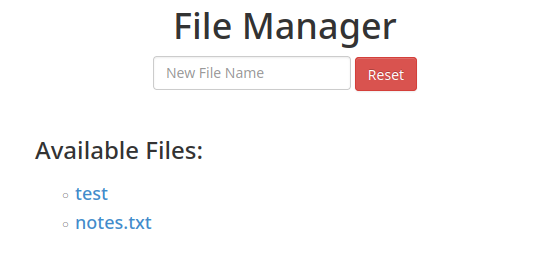 File Manager
New File Name Reset
Available Files:
test
notes.txt